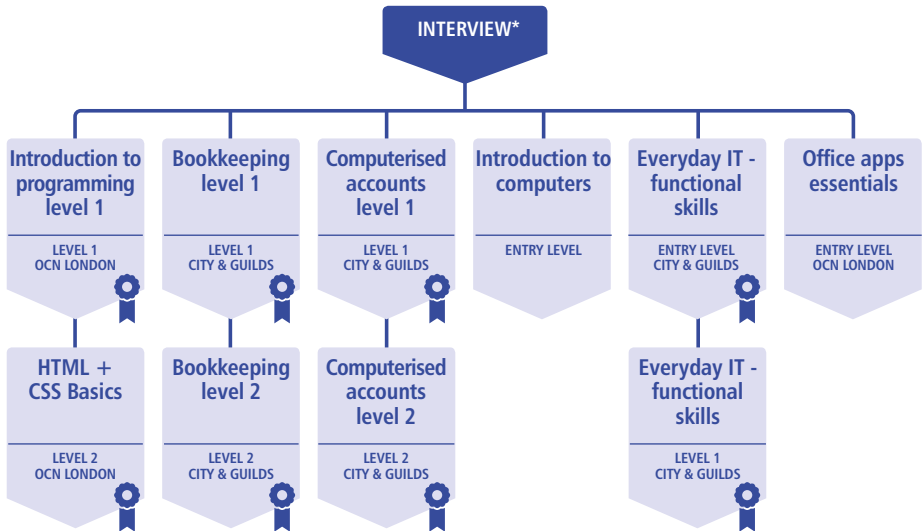 INTERVIEW*
Introduction to
programming
level 1
LEVEL 1
OCN LONDON
Bookkeeping
level 1
LEVEL 1
CITY & GUILDS
Computerised
accounts
level 1
LEVEL 1
CITY & GUILDS
Introduction to
computers
ENTRY LEVEL
Everyday IT -
functional
skills
ENTRY LEVEL
CITY & GUILDS
Office apps
essentials
ENTRY LEVEL
OCN LONDON
HTML +
CSS Basics
LEVEL 2
OCN LONDON
Bookkeeping
level 2
LEVEL 2
CITY & GUILDS
Computerised
accounts
level 2
LEVEL 2
CITY & GUILDS
Everyday IT -
functional
skills
LEVEL 1
CITY & GUILDS